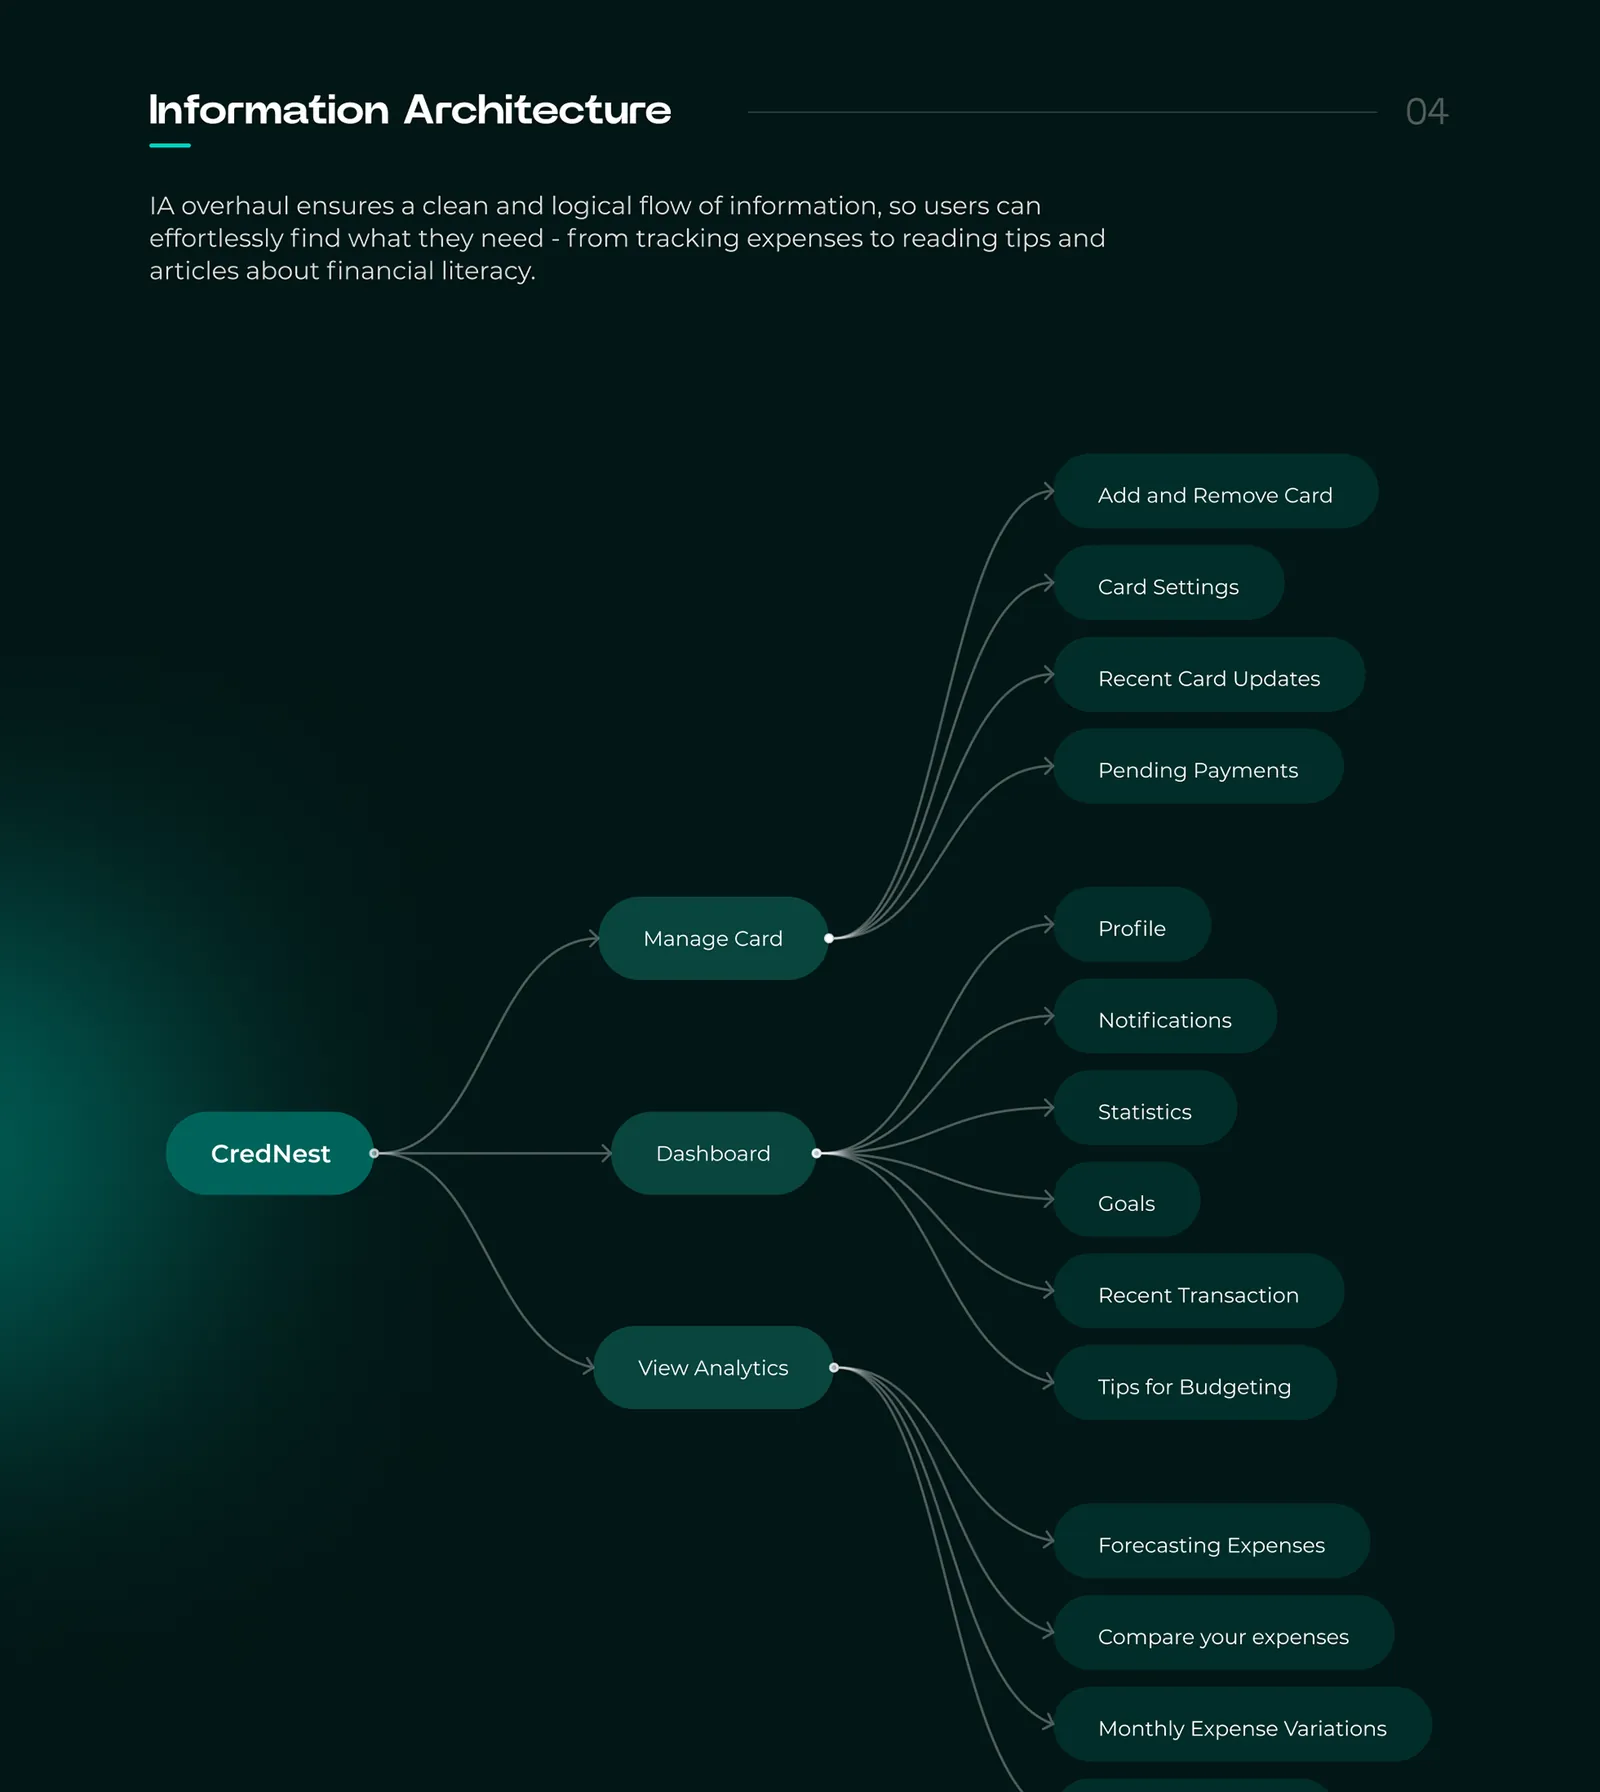 Information Architecture
04
IA overhaul ensures a clean and logical flow of information, so users can
effortlessly find what they need - from tracking expenses to reading tips and
articles about financial literacy.
Add and Remove Card
Card Settings
Recent Card Updates
Pending Payments
Manage Card
Profile
Notifications
Statistics
CredNest
Dashboard
Goals
Recent Transaction
View Analytics
Tips for Budgeting
Forecasting Expenses
Compare your expenses
Monthly Expense Variations